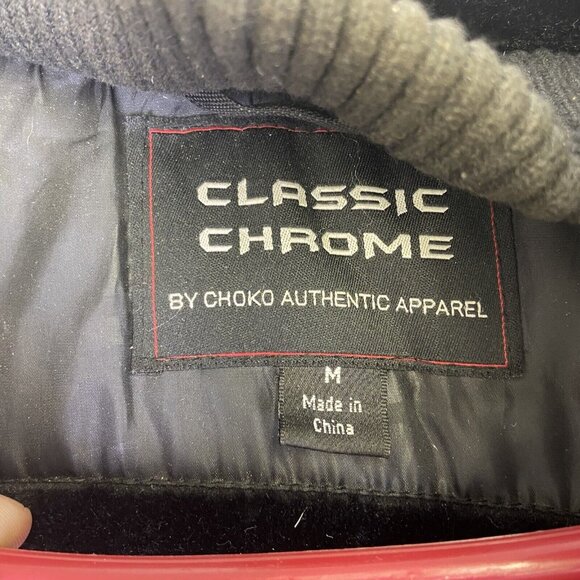 CLASSIC
CHROME
BY CHOKO AUTHENTIC APPAREL
M
Made in
China